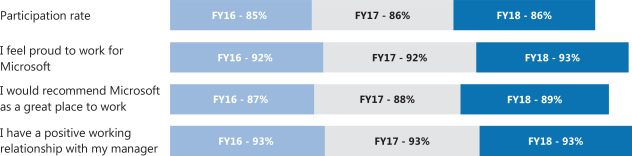 Participation rate
FY16 - 85% FY17 - 86% FY18 - 86%
I feel proud to work for
Microsoft
FY16 - 92% FY17 - 92% FY18 - 93%
I would recommend Microsoft
as a great place to work
FY16 - 87% FY17 - 88% FY18 - 89%
I have a positive working
relationship with my manager
FY16 - 93% FY17 - 93% FY18 - 93%